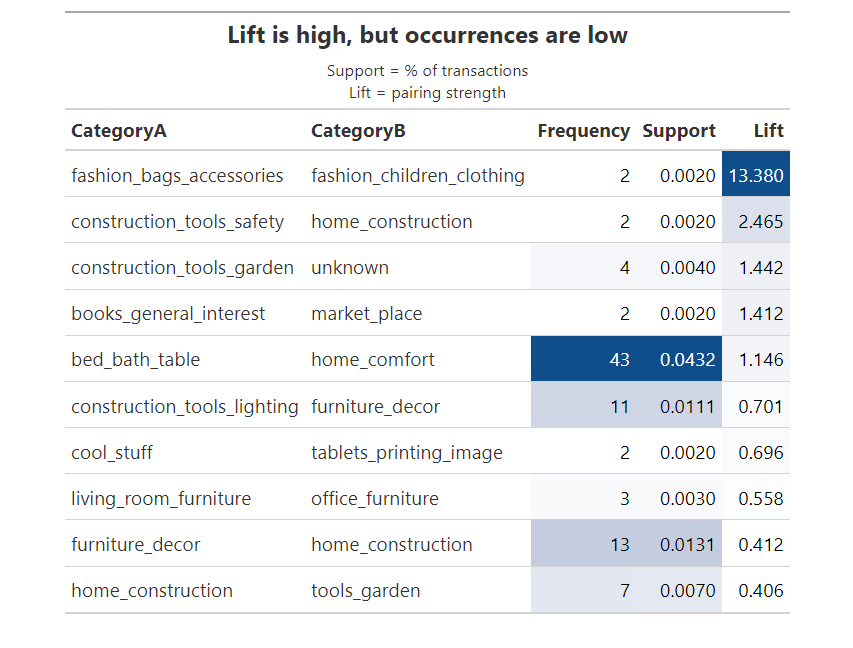 Lift is high, but occurrences are low
Support = % of transactions
Lift = pairing strength
CategoryA CategoryB Frequency Support Lift
fashion_bags_accessories fashion_children_clothing 2 0.0020 13.380
construction_tools_safety home_construction 2 0.0020 2.465
construction_tools_garden unknown 4 0.0040 1.442
books_general_interest market_place 2 0.0020 1.412
bed_bath_table home_comfort 43 0.0432 1.146
construction_tools_lighting furniture_decor 11 0.0111 0.701
cool_stuff tablets_printing_image 2 0.0020 0.696
living_room_furniture office_furniture 3 0.0030 0.558
furniture_decor home_construction 13 0.0131 0.412
home_construction tools_garden 7 0.0070 0.406